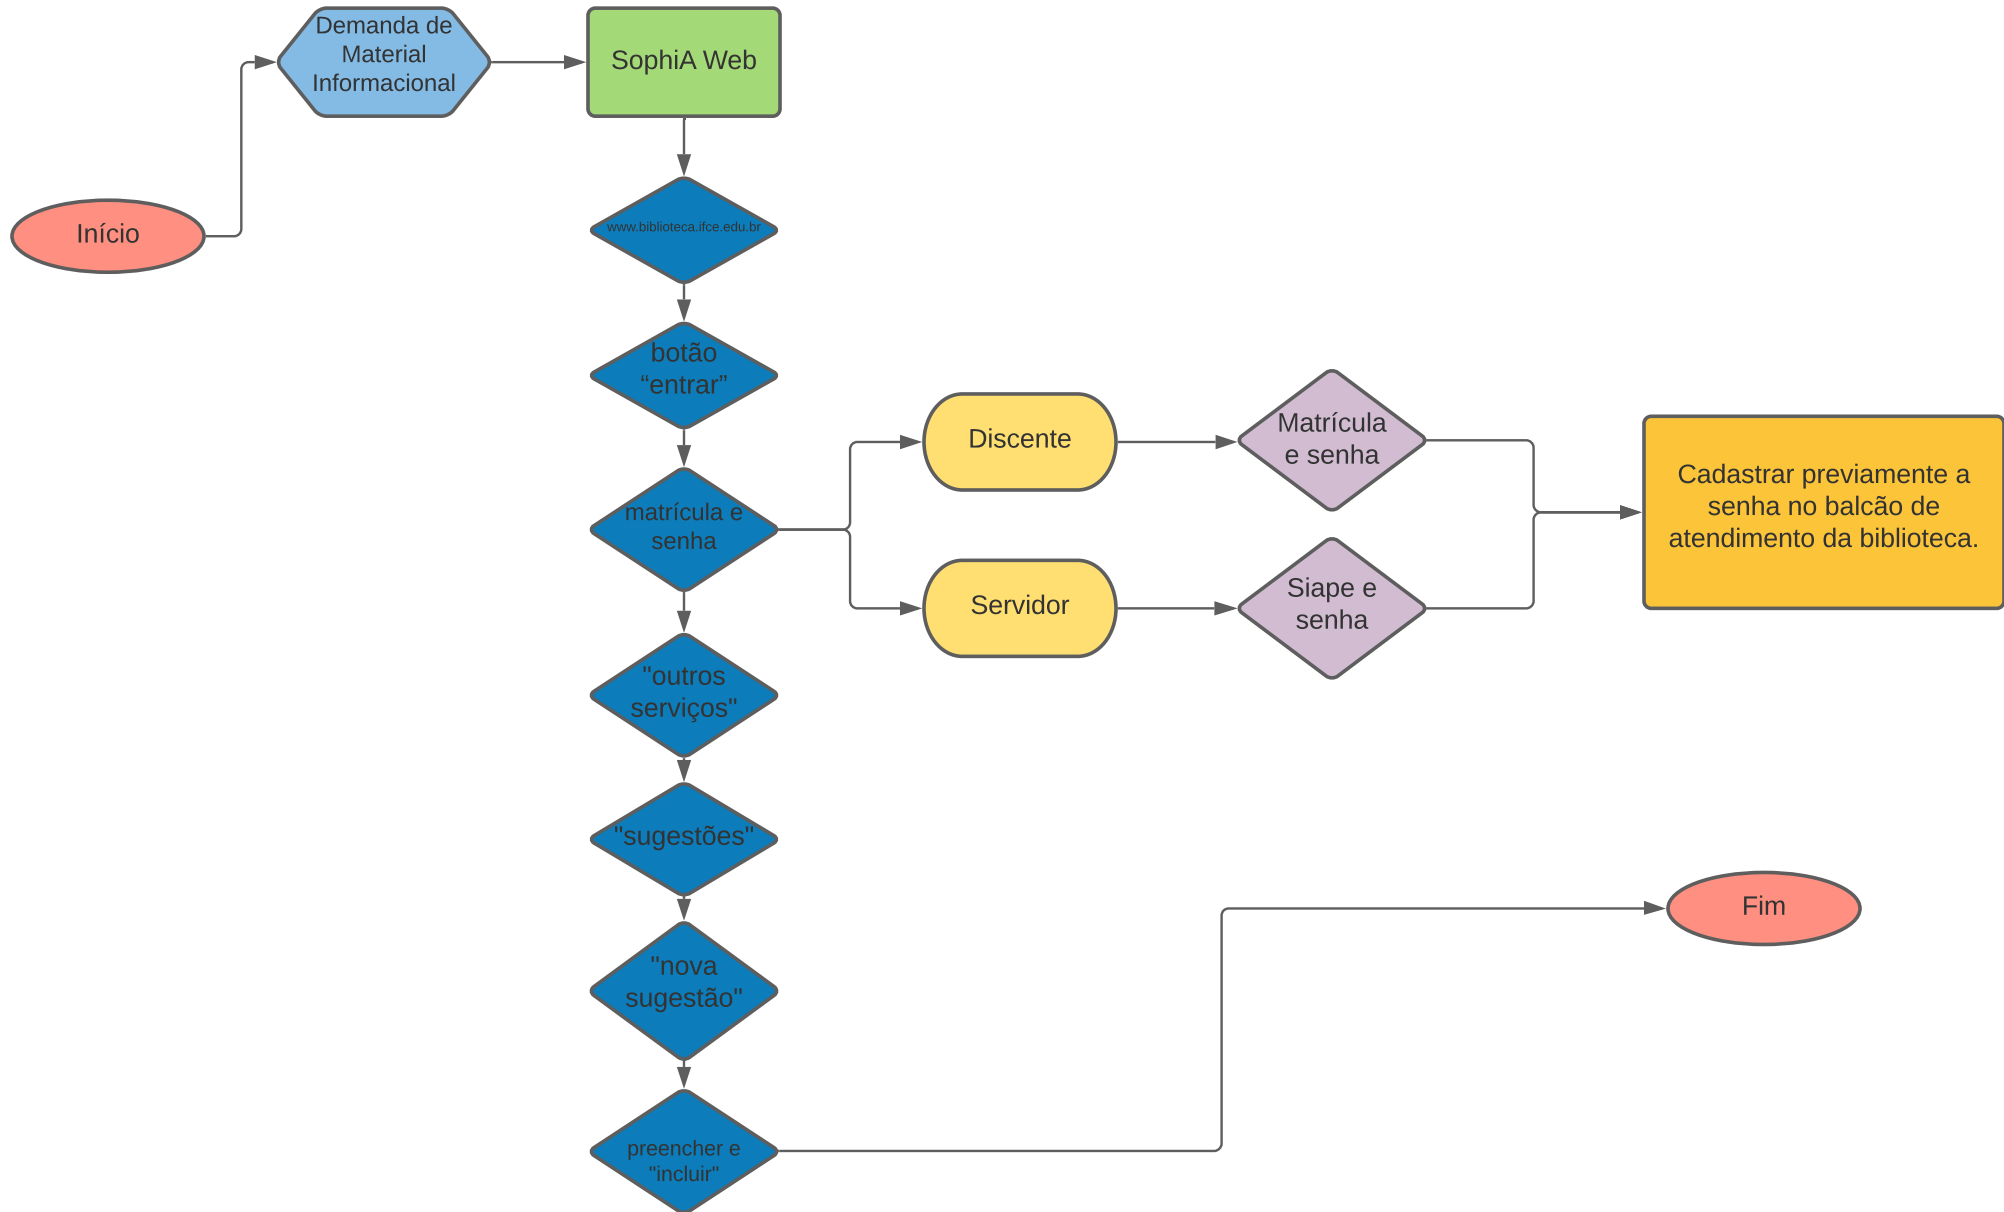 Início
Demanda de
Material
Informacional
SophiA Web
www.biblioteca.ifce.edu.br
botão
“entrar”
matrícula e
senha
Discente
Matrícula
e senha
Servidor
Siape e
senha
Cadastrar previamente a
senha no balcão de
atendimento da biblioteca.
"outros
serviços"
"sugestões"
"nova
sugestão"
preencher e
"incluir"
Fim